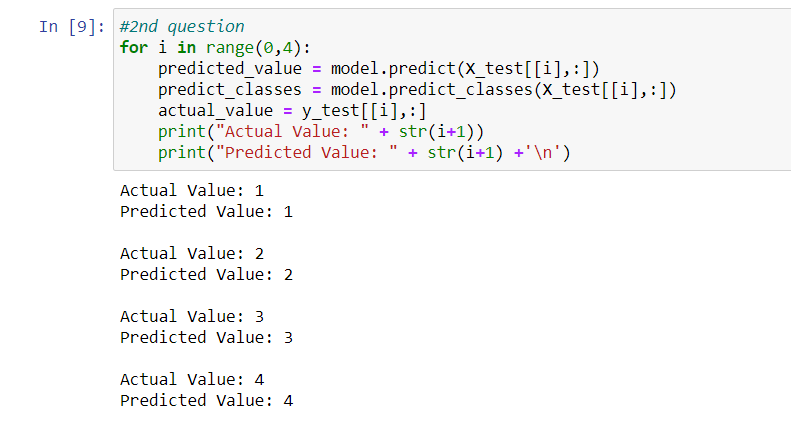 In [9]: #2nd question
for i in range(0,4):
    predicted_value = model.predict(X_test[[i],:])
    predict_classes = model.predict_classes(X_test[[i],:])
    actual_value = y_test[[i],:]
    print("Actual Value: " + str(i+1))
    print("Predicted Value: " + str(i+1) +'\n')
Actual Value: 1
Predicted Value: 1

Actual Value: 2
Predicted Value: 2

Actual Value: 3
Predicted Value: 3

Actual Value: 4
Predicted Value: 4